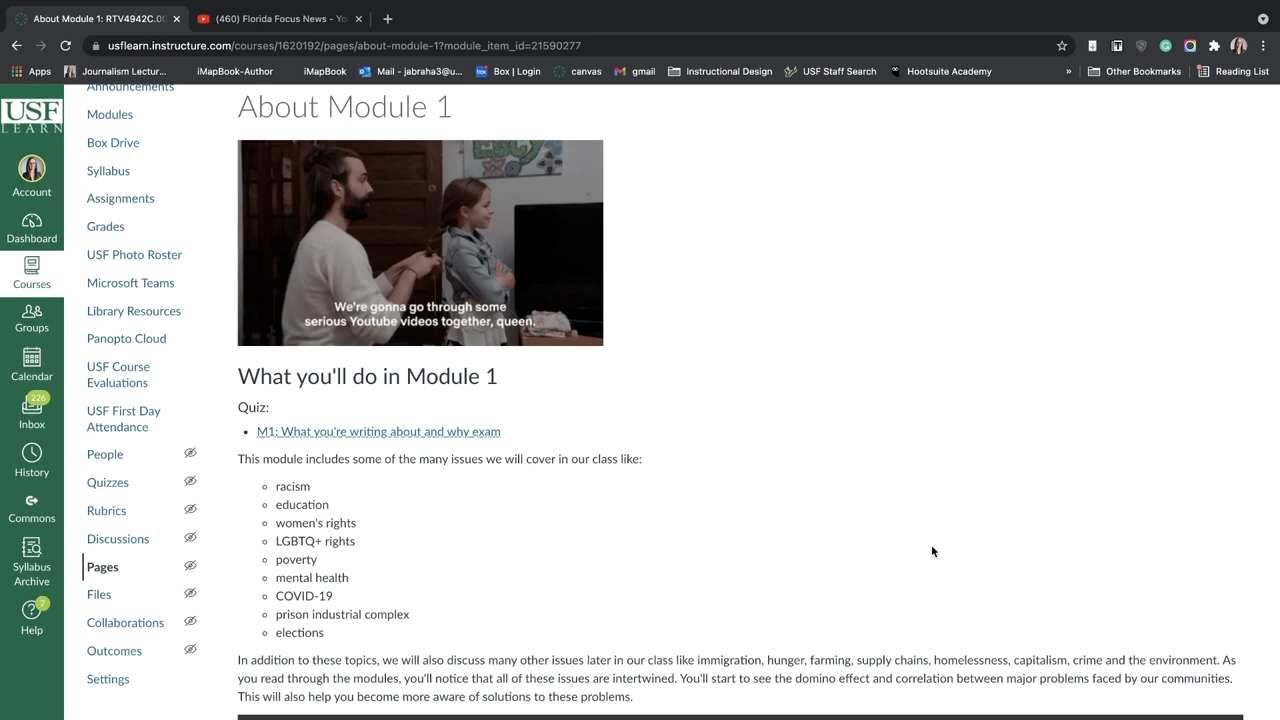 About Module 1: RTV4942C.00
(460) Florida Focus News - Yo
usflearn.instructure.com/courses/1620192/pages/about-module-1?module_item_id=21590277
Apps Journalism Lectur... iMapBook-Author iMapBook Mail - jabraha3@u... Box | Login canvas gmail Instructional Design USF Staff Search Hootsuite Academy » Other Bookmarks Reading List
USF
LEARN
Account
Dashboard
Courses
Groups
Calendar
226
Inbox
History
Commons
Syllabus
Archive
7
Help
Announcements
Modules
Box Drive
Syllabus
Assignments
Grades
USF Photo Roster
Microsoft Teams
Library Resources
Panopto Cloud
USF Course
Evaluations
USF First Day
Attendance
People
Quizzes
Rubrics
Discussions
Pages
Files
Collaborations
Outcomes
Settings
About Module 1
We're gonna go through some
serious Youtube videos together, queen.
What you'll do in Module 1
Quiz:
M1: What you're writing about and why exam
This module includes some of the many issues we will cover in our class like:
racism
education
women's rights
LGBTQ+ rights
poverty
mental health
COVID-19
prison industrial complex
elections
In addition to these topics, we will also discuss many other issues later in our class like immigration, hunger, farming, supply chains, homelessness, capitalism, crime and the environment. As
you read through the modules, you'll notice that all of these issues are intertwined. You'll start to see the domino effect and correlation between major problems faced by our communities.
This will also help you become more aware of solutions to these problems.